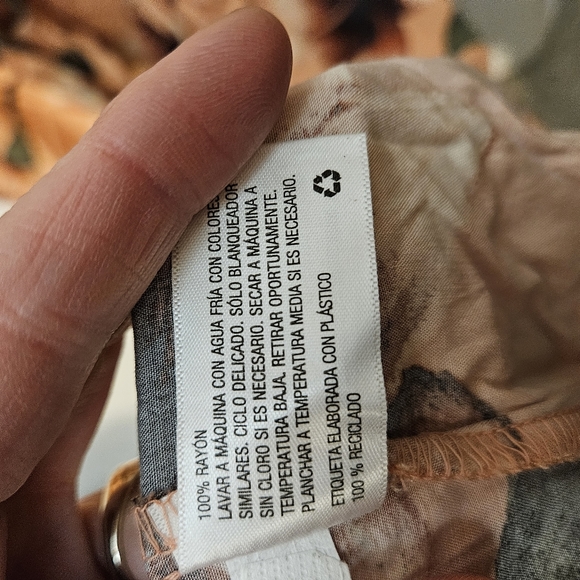 100% RAYÓN
LAVAR A MÁQUINA CON AGUA FRÍA CON COLORES
SIMILARES. CICLO DELICADO. SÓLO BLANQUEADOR
SIN CLORO SI ES NECESARIO. SECAR A MÁQUINA A
TEMPERATURA BAJA. RETIRAR OPORTUNAMENTE.
PLANCHAR A TEMPERATURA MEDIA SI ES NECESARIO.
ETIQUETA ELABORADA CON PLÁSTICO
100 % RECICLADO